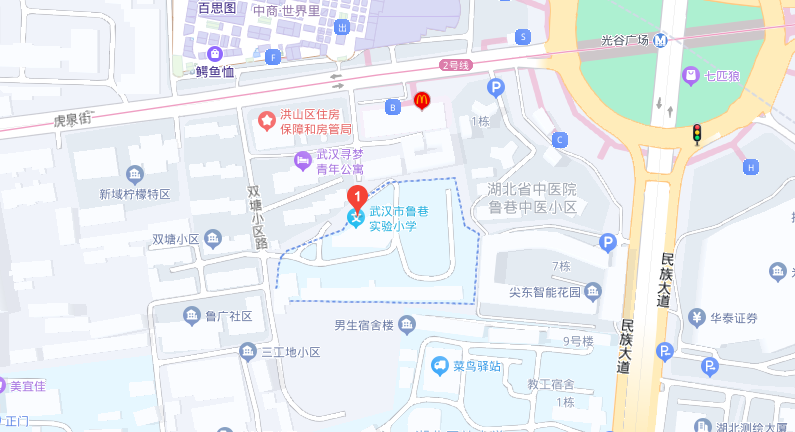 百思图
中商·世界里
出
光谷广场
S
鳄鱼恤
F
2号线
七匹狼
P
虎泉街
B
洪山区住房
保障和房管局
1栋
C
武汉寻梦
青年公寓
H
新域柠檬特区
双塘小区路
1
湖北省中医院
鲁巷中医小区
武汉市鲁巷
实验小学
双塘小区
P
7栋
民族大道
尖东智能花园
鲁广社区
男生宿舍楼
华泰证券
民族大道
9号楼
三工地小区
P
菜鸟驿站
P
美宜佳
教工宿舍
1栋
正门
湖北测绘大厦